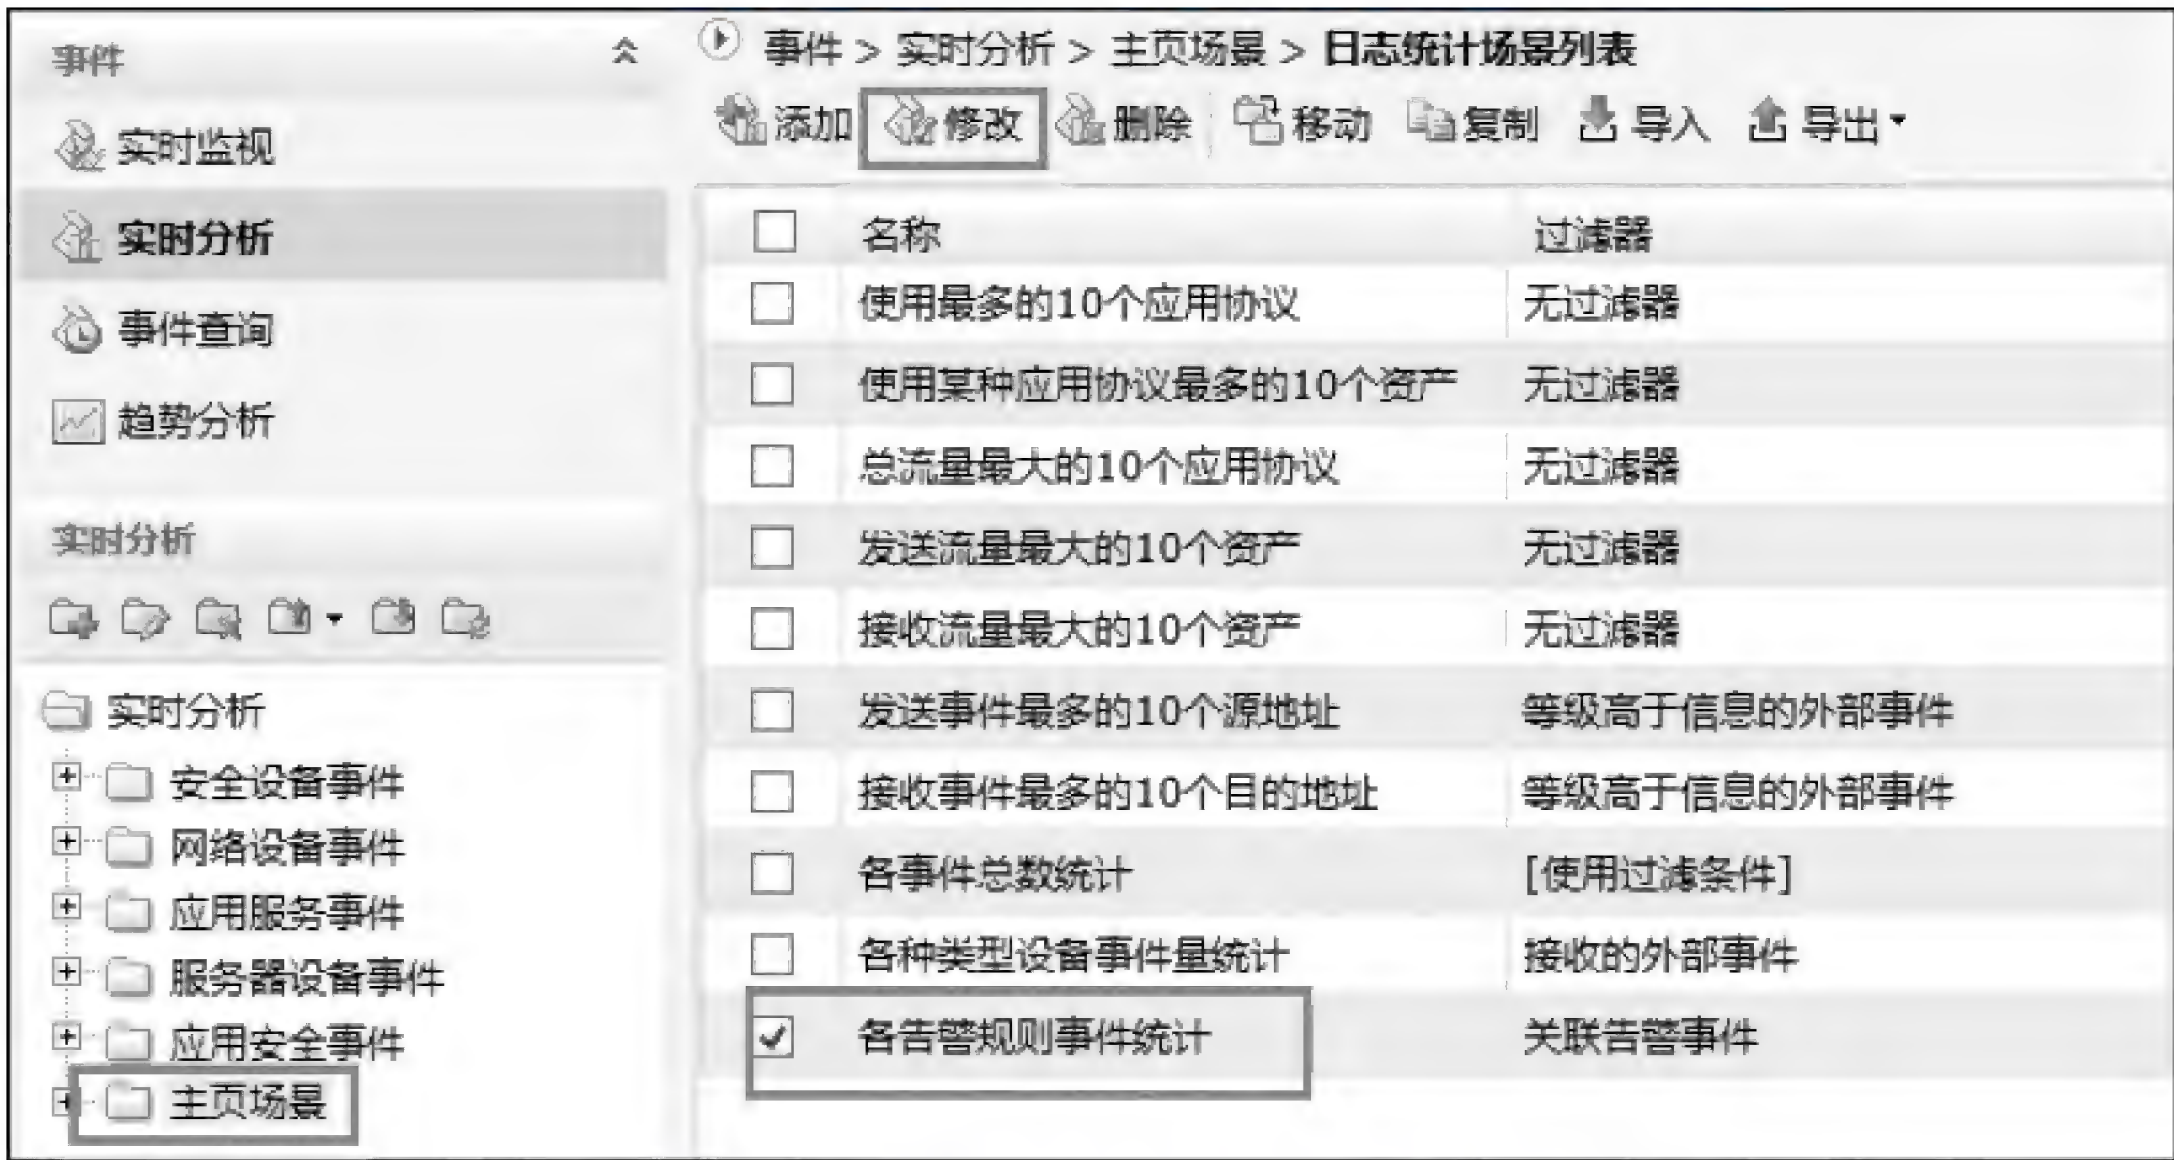 事件
实时监视
实时分析
事件查询
趋势分析
实时分析
实时分析
安全设备事件
网络设备事件
应用服务事件
服务器设备事件
应用安全事件
主页场景
事件 > 实时分析 > 主页场景 > 日志统计场景列表
添加 修改 删除 移动 复制 导入 导出
名称 过滤器
使用最多的10个应用协议 无过滤器
使用某种应用协议最多的10个资产 无过滤器
总流量最大的10个应用协议 无过滤器
发送流量最大的10个资产 无过滤器
接收流量最大的10个资产 无过滤器
发送事件最多的10个源地址 等级高于信息的外部事件
接收事件最多的10个目的地址 等级高于信息的外部事件
各事件总数统计 [使用过滤条件]
各种类型设备事件量统计 接收的外部事件
各告警规则事件统计 关联告警事件